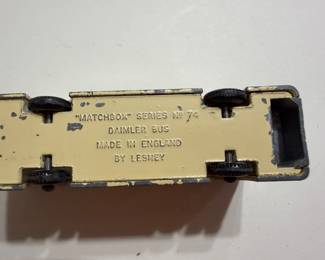 "MATCHBOX" SERIES Nº 74
DAIMLER BUS
MADE IN ENGLAND
BY LESNEY